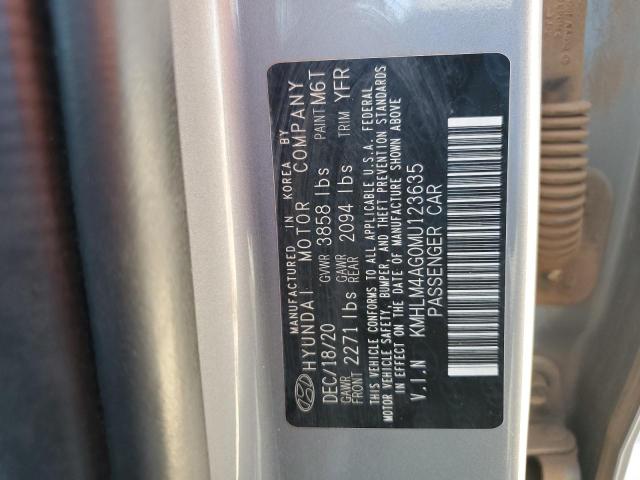 MANUFACTURED IN KOREA BY
HYUNDAI MOTOR COMPANY
DEC/18/20 GVWR 3858 lbs PAINT M6T
GAWR FRONT 2271lbs GAWR REAR 2094 lbs TRIM YFR
THIS VEHICLE CONFORMS TO ALL APPLICABLE U.S.A. FEDERAL
MOTOR VEHICLE SAFETY, BUMPER, AND THEFT PREVENTION STANDARDS
IN EFFECT ON THE DATE OF MANUFACTURE SHOWN ABOVE.
V.I.N KMHLM4AG0MU123635
PASSENGER CAR